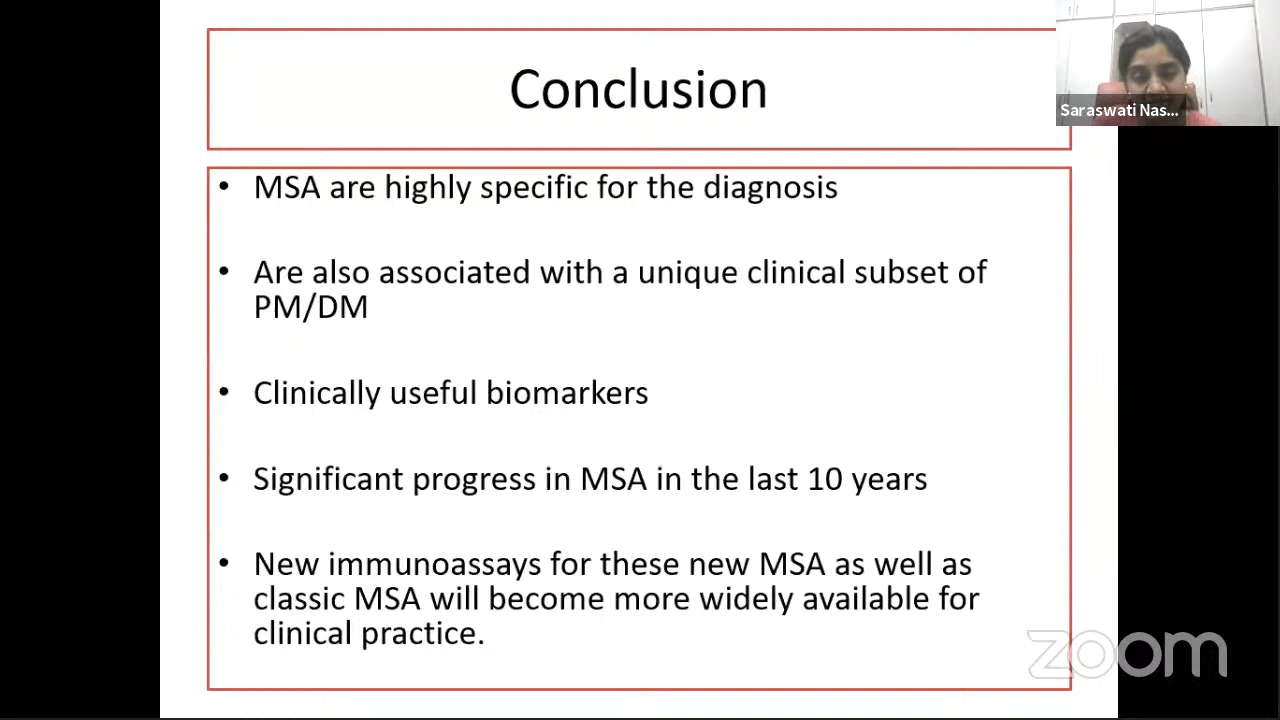 Conclusion
Saraswati Nas...
• MSA are highly specific for the diagnosis
• Are also associated with a unique clinical subset of
PM/DM
• Clinically useful biomarkers
• Significant progress in MSA in the last 10 years
• New immunoassays for these new MSA as well as
classic MSA will become more widely available for
clinical practice.
zoom